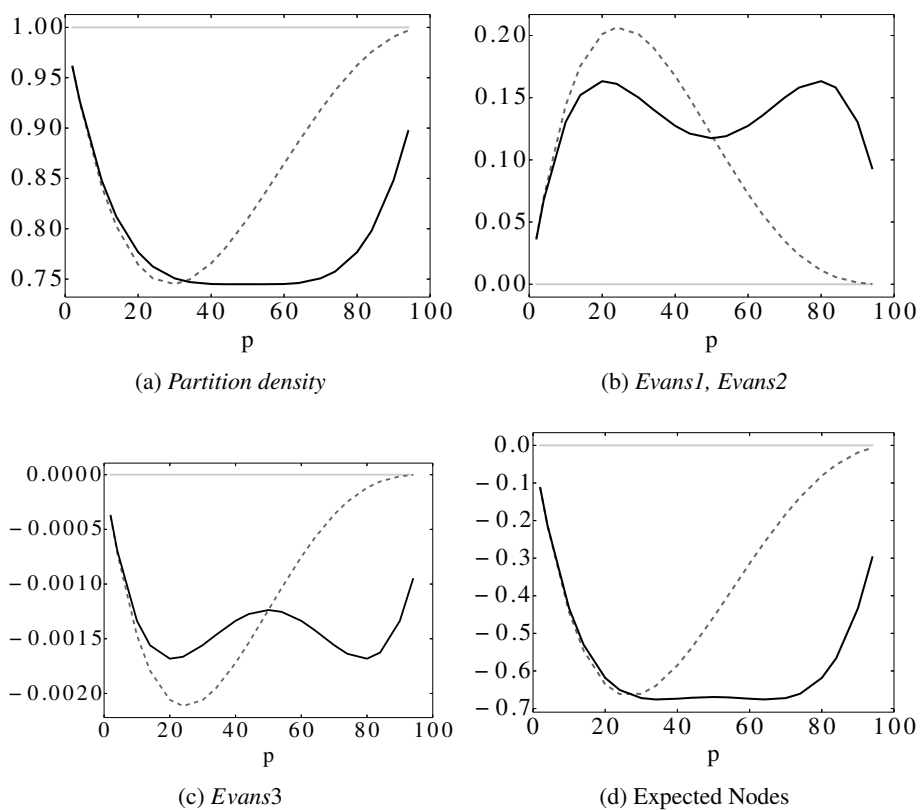 1.00
0.95
0.90
0.85
0.80
0.75
0 20 40 60 80 100
p
(a) Partition density
0.20
0.15
0.10
0.05
0.00
0 20 40 60 80 100
p
(b) Evans1, Evans2
0.0000
−0.0005
−0.0010
−0.0015
−0.0020
0 20 40 60 80 100
p
(c) Evans3
0.0
−0.1
−0.2
−0.3
−0.4
−0.5
−0.6
−0.7
0 20 40 60 80 100
p
(d) Expected Nodes